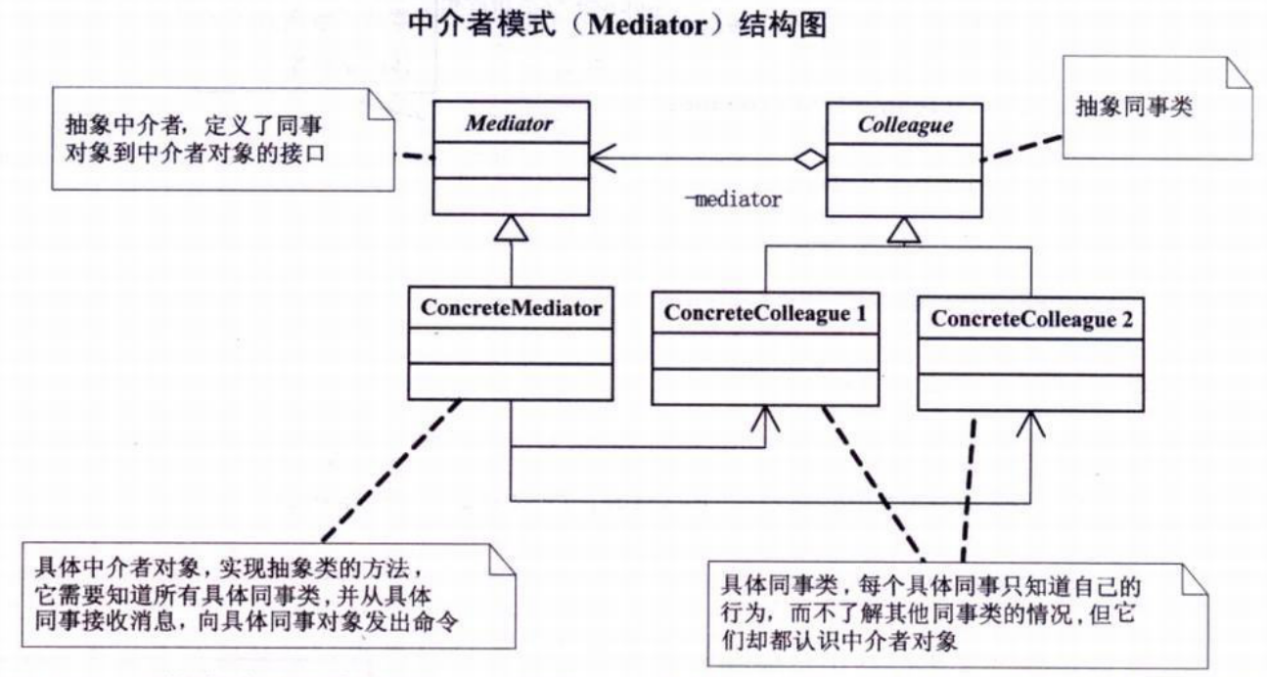 中介者模式（Mediator）结构图
抽象中介者，定义了同事
对象到中介者对象的接口
Mediator
Colleague
抽象同事类
-mediator
ConcreteMediator
ConcreteColleague 1
ConcreteColleague 2
具体中介者对象，实现抽象类的方法，
它需要知道所有具体同事类，并从具体
同事接收消息，向具体同事对象发出命令
具体同事类，每个具体同事只知道自己的
行为，而不了解其他同事类的情况，但它
们却都认识中介者对象